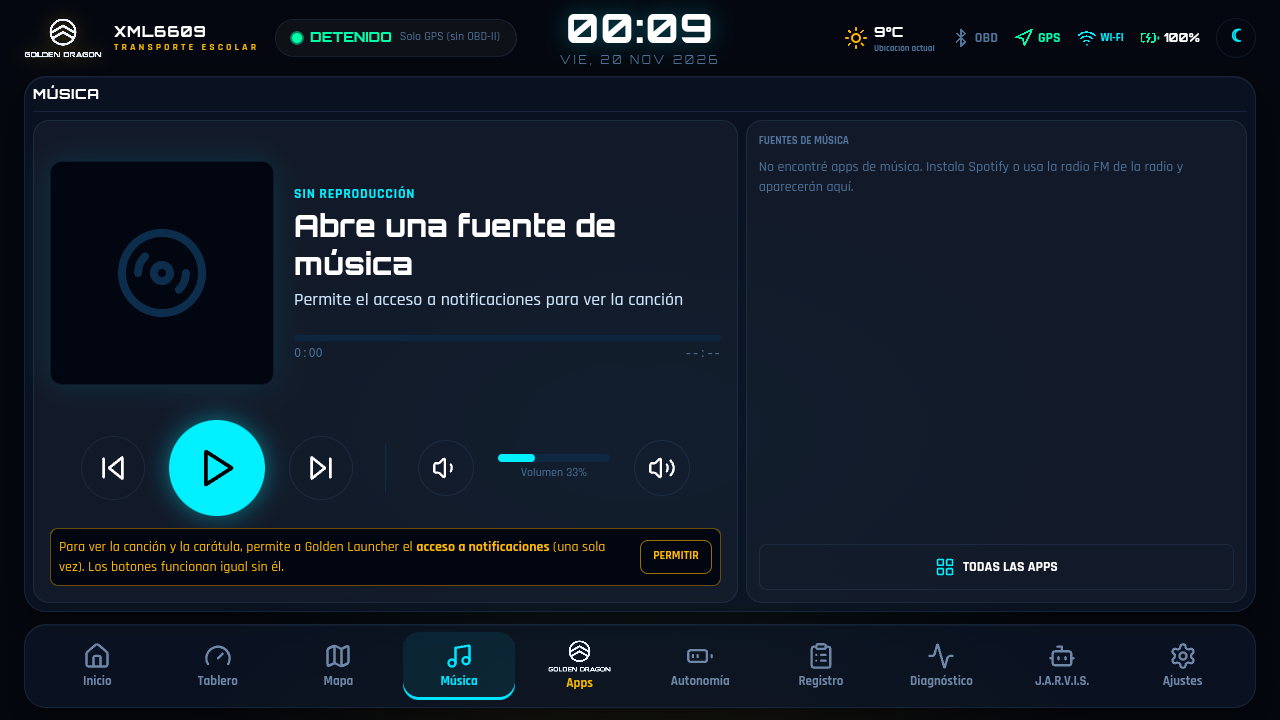 GOLDEN DRAGON
XML6609
TRANSPORTE ESCOLAR
DETENIDO
Solo GPS (sin OBD-II)
00:09
VIE, 20 NOV 2026
9°C
Ubicación actual
OBD
GPS
WI-FI
100%
MÚSICA
SIN REPRODUCCIÓN
Abre una fuente de
música
Permite el acceso a notificaciones para ver la canción
0:00
--:--
Volumen 33%
Para ver la canción y la carátula, permite a Golden Launcher el acceso a notificaciones (una sola
vez). Los botones funcionan igual sin él.
PERMITIR
FUENTES DE MÚSICA
No encontré apps de música. Instala Spotify o usa la radio FM de la radio y
aparecerán aquí.
TODAS LAS APPS
Inicio
Tablero
Mapa
Música
GOLDEN DRAGON
Apps
Autonomía
Registro
Diagnóstico
J.A.R.V.I.S.
Ajustes